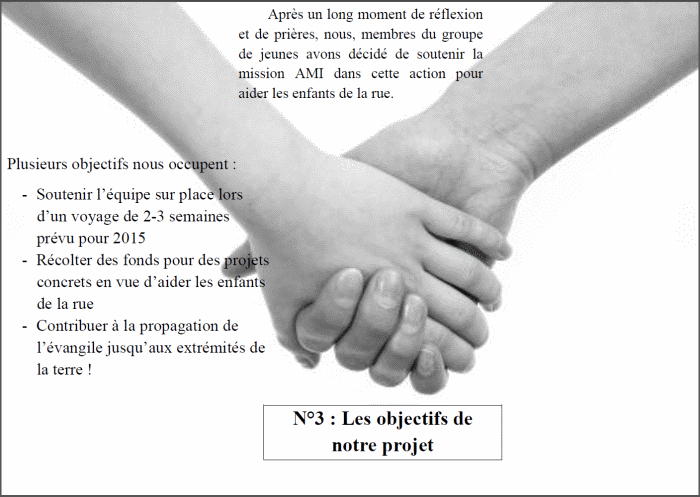 Après un long moment de réflexion
et de prières, nous, membres du groupe
de jeunes avons décidé de soutenir la
mission AMI dans cette action pour
aider les enfants de la rue.
Plusieurs objectifs nous occupent :
- Soutenir l’équipe sur place lors
d’un voyage de 2-3 semaines
prévu pour 2015
- Récolter des fonds pour des projets
concrets en vue d’aider les enfants
de la rue
- Contribuer à la propagation de
l’évangile jusqu’aux extrémités de
la terre !
N°3 : Les objectifs de
notre projet